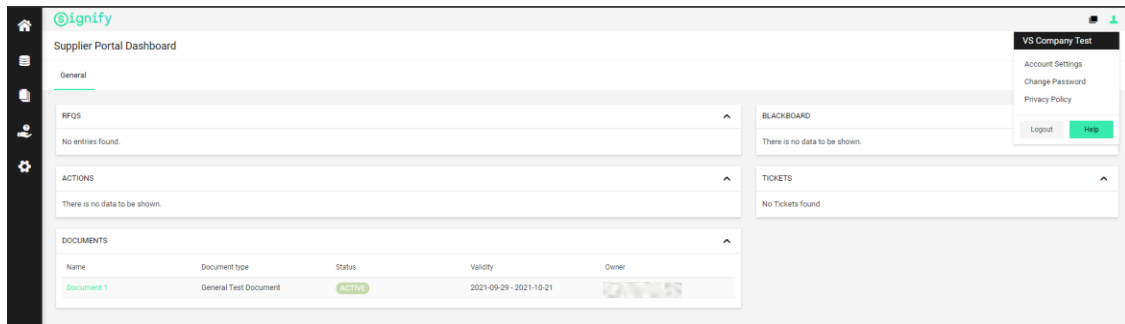 Signify
Supplier Portal Dashboard
VS Company Test
Account Settings
Change Password
Privacy Policy
Logout Help
General
RFQS
No entries found.
BLACKBOARD
There is no data to be shown.
ACTIONS
There is no data to be shown.
TICKETS
No Tickets found
DOCUMENTS
Name Document type Status Validity Owner
Document 1 General Test Document ACTIVE 2021-09-29 - 2021-10-21